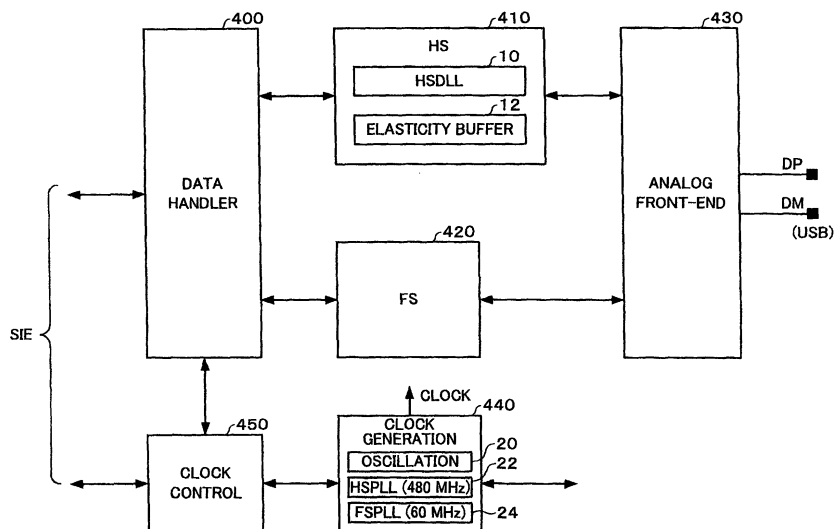 400
DATA
HANDLER
410
HS
10
HSDLL
12
ELASTICITY BUFFER
430
ANALOG
FRONT-END
DP
DM
(USB)
420
FS
SIE
450
CLOCK
CONTROL
CLOCK
440
CLOCK
GENERATION
20
OSCILLATION
22
HSPLL (480 MHz)
24
FSPLL (60 MHz)